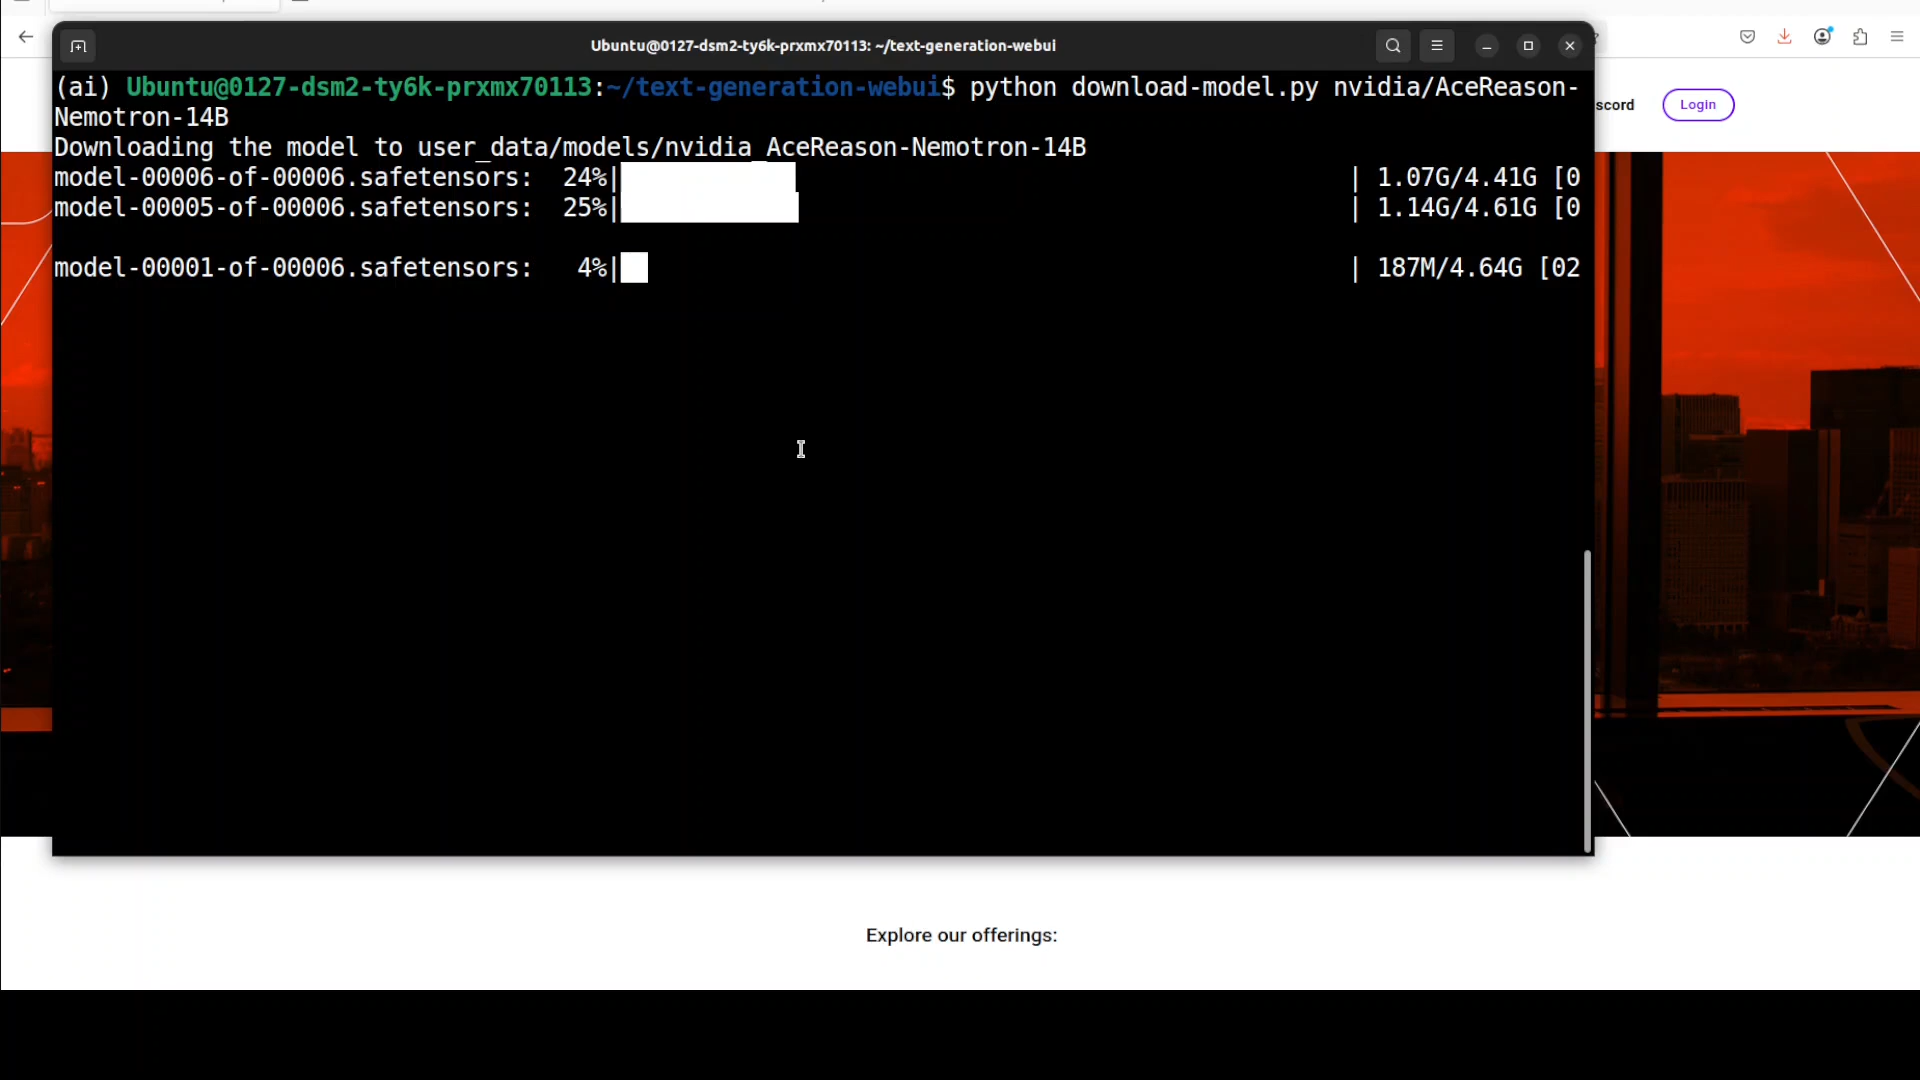 Ubuntu@0127-dsm2-ty6k-prxmx70113: ~/text-generation-webui
(ai) Ubuntu@0127-dsm2-ty6k-prxmx70113:~/text-generation-webui$ python download-model.py nvidia/AceReason-
Nemotron-14B
Downloading the model to user_data/models/nvidia_AceReason-Nemotron-14B
model-00006-of-00006.safetensors:  24%| | 1.07G/4.41G [0
model-00005-of-00006.safetensors:  25%| | 1.14G/4.61G [0
model-00001-of-00006.safetensors:   4%| | 187M/4.64G [02
scord
Login
Explore our offerings: